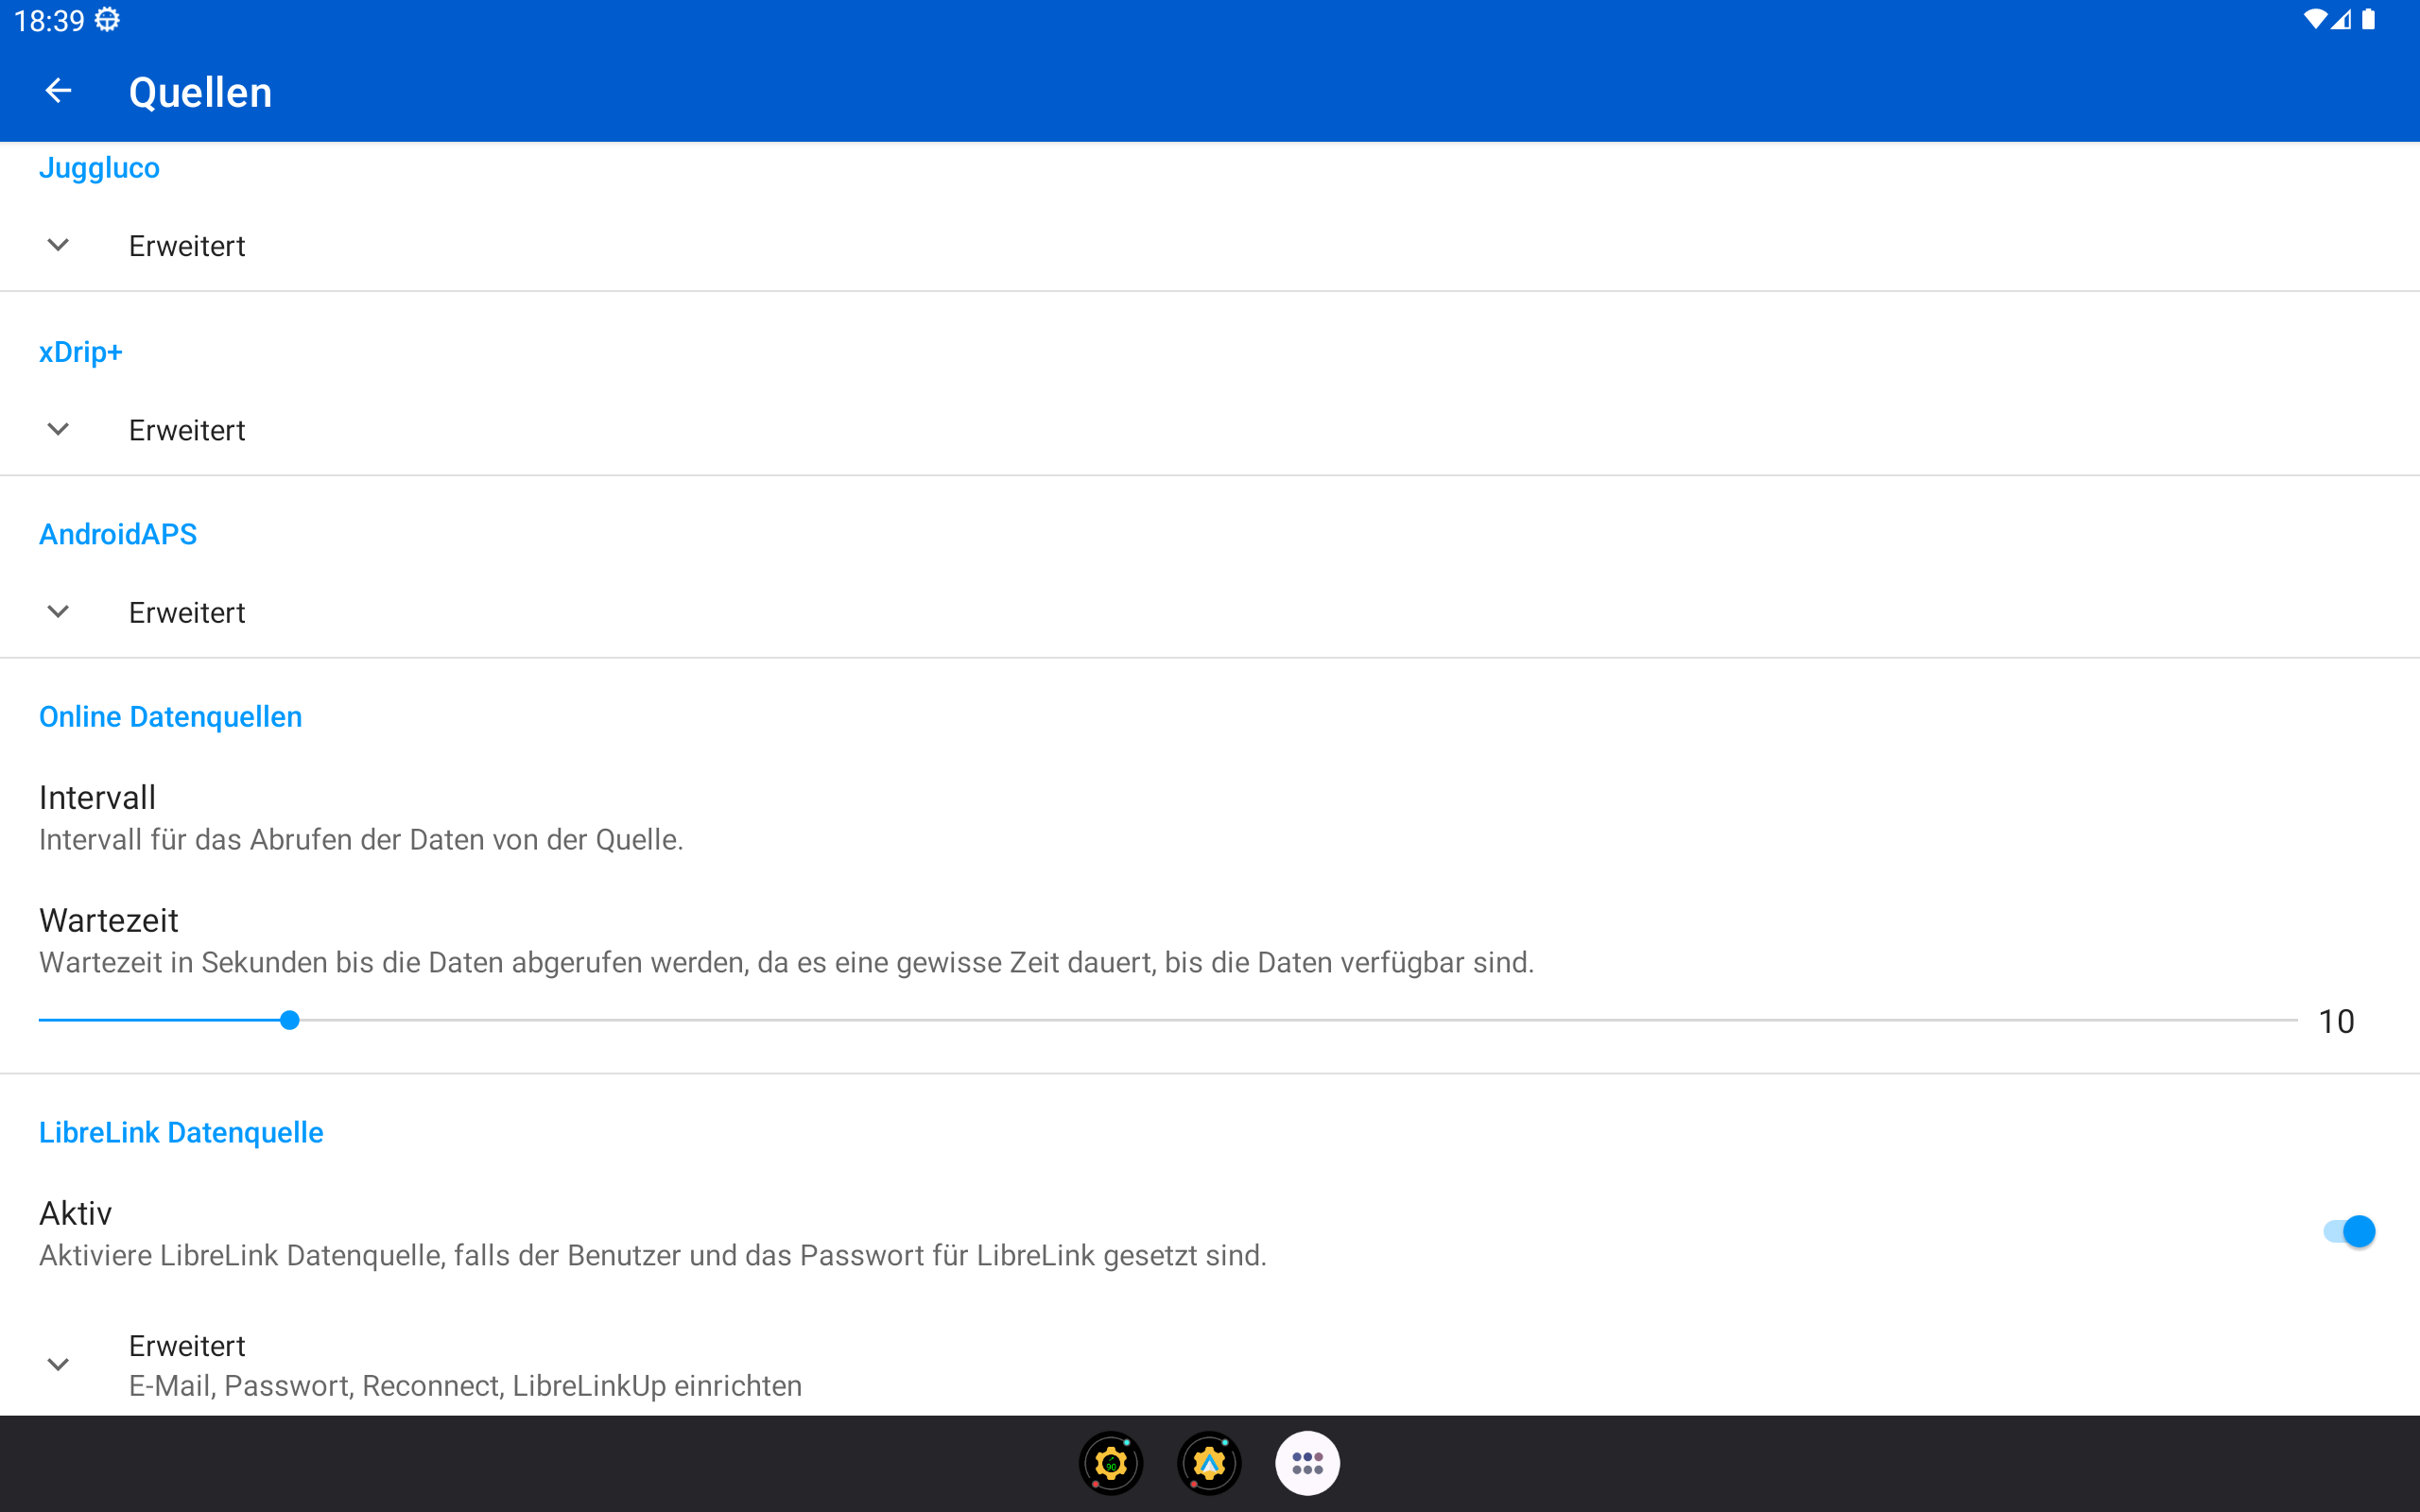 18:39
Quellen
Juggluco
Erweitert
xDrip+
Erweitert
AndroidAPS
Erweitert
Online Datenquellen
Intervall
Intervall für das Abrufen der Daten von der Quelle.
Wartezeit
Wartezeit in Sekunden bis die Daten abgerufen werden, da es eine gewisse Zeit dauert, bis die Daten verfügbar sind.
10
LibreLink Datenquelle
Aktiv
Aktiviere LibreLink Datenquelle, falls der Benutzer und das Passwort für LibreLink gesetzt sind.
Erweitert
E-Mail, Passwort, Reconnect, LibreLinkUp einrichten
90